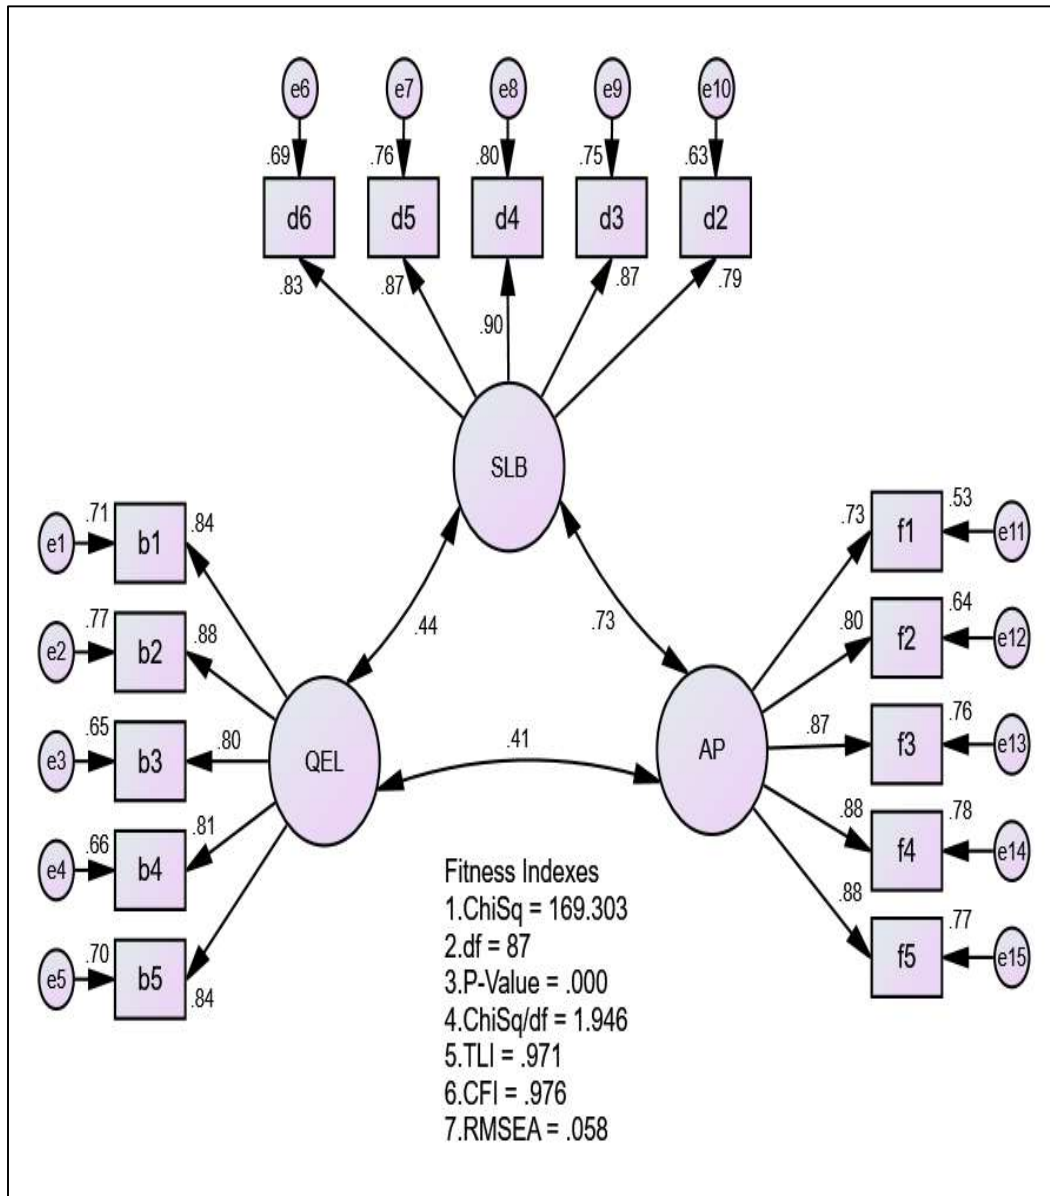 e6 e7 e8 e9 e10
.69 .76 .80 .75 .63
d6 d5 d4 d3 d2
.83 .87 .90 .87 .79
SLB
.44 .73
.41
QEL
AP
e1 .71 b1 .84
e2 .77 b2 .88
e3 .65 b3 .80
e4 .66 b4 .81
e5 .70 b5 .84
.73 f1 .53 e11
.80 f2 .64 e12
.87 f3 .76 e13
.88 f4 .78 e14
.88 f5 .77 e15
Fitness Indexes
1.ChiSq = 169.303
2.df = 87
3.P-Value = .000
4.ChiSq/df = 1.946
5.TLI = .971
6.CFI = .976
7.RMSEA = .058